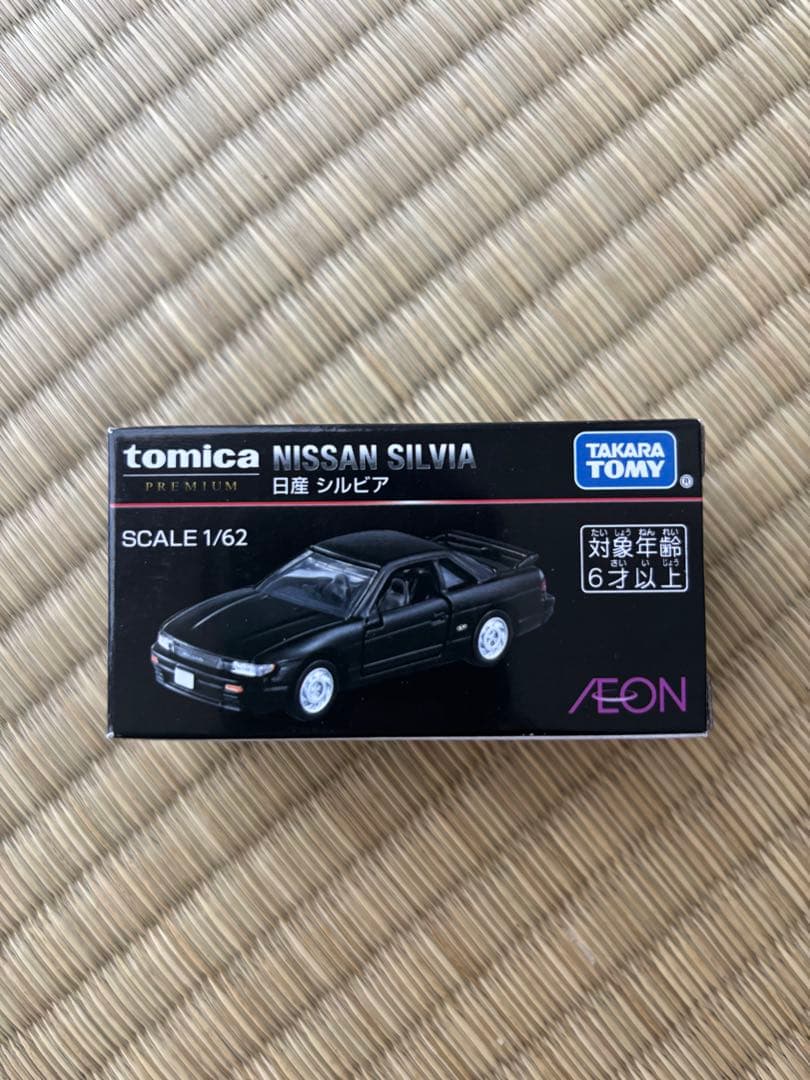 tomica
PREMIUM
NISSAN SILVIA
日産 シルビア
TAKARA
TOMY
®
SCALE 1/62
たい しょう ねん れい
対象年齢
さい い じょう
6才以上
ÆON